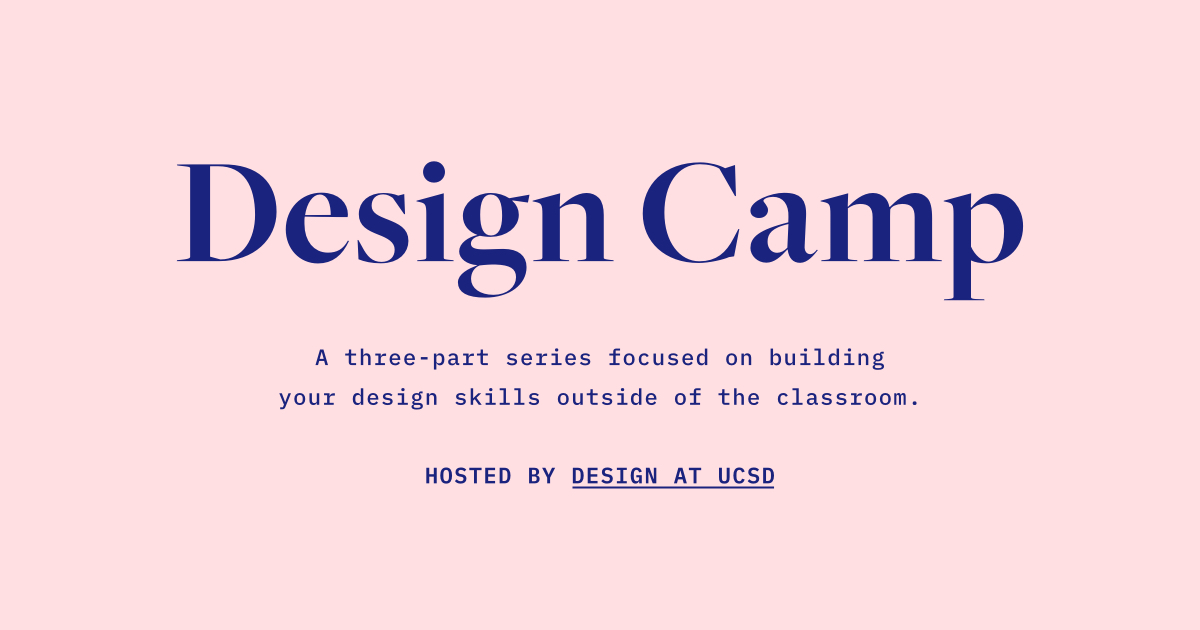 Design Camp
A three-part series focused on building
your design skills outside of the classroom.
HOSTED BY DESIGN AT UCSD